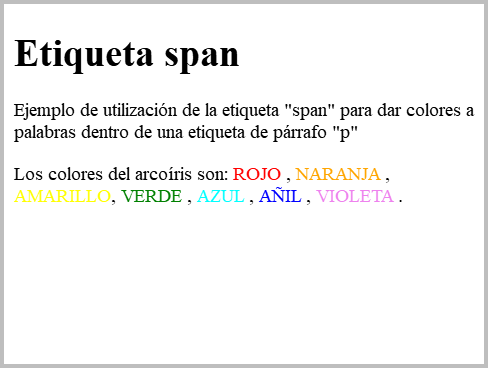 Etiqueta span
Ejemplo de utilización de la etiqueta "span" para dar colores a
palabras dentro de una etiqueta de párrafo "p"
Los colores del arcoíris son: ROJO , NARANJA ,
AMARILLO, VERDE , AZUL , AÑIL , VIOLETA .